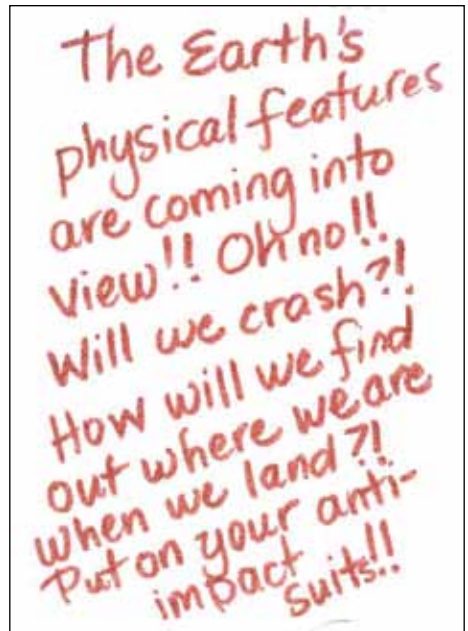 The Earth's
physical features
are coming into
view!! Oh no!!
Will we crash?!
How will we find
out where we are
when we land?!
Put on your anti-
impact
suits!!